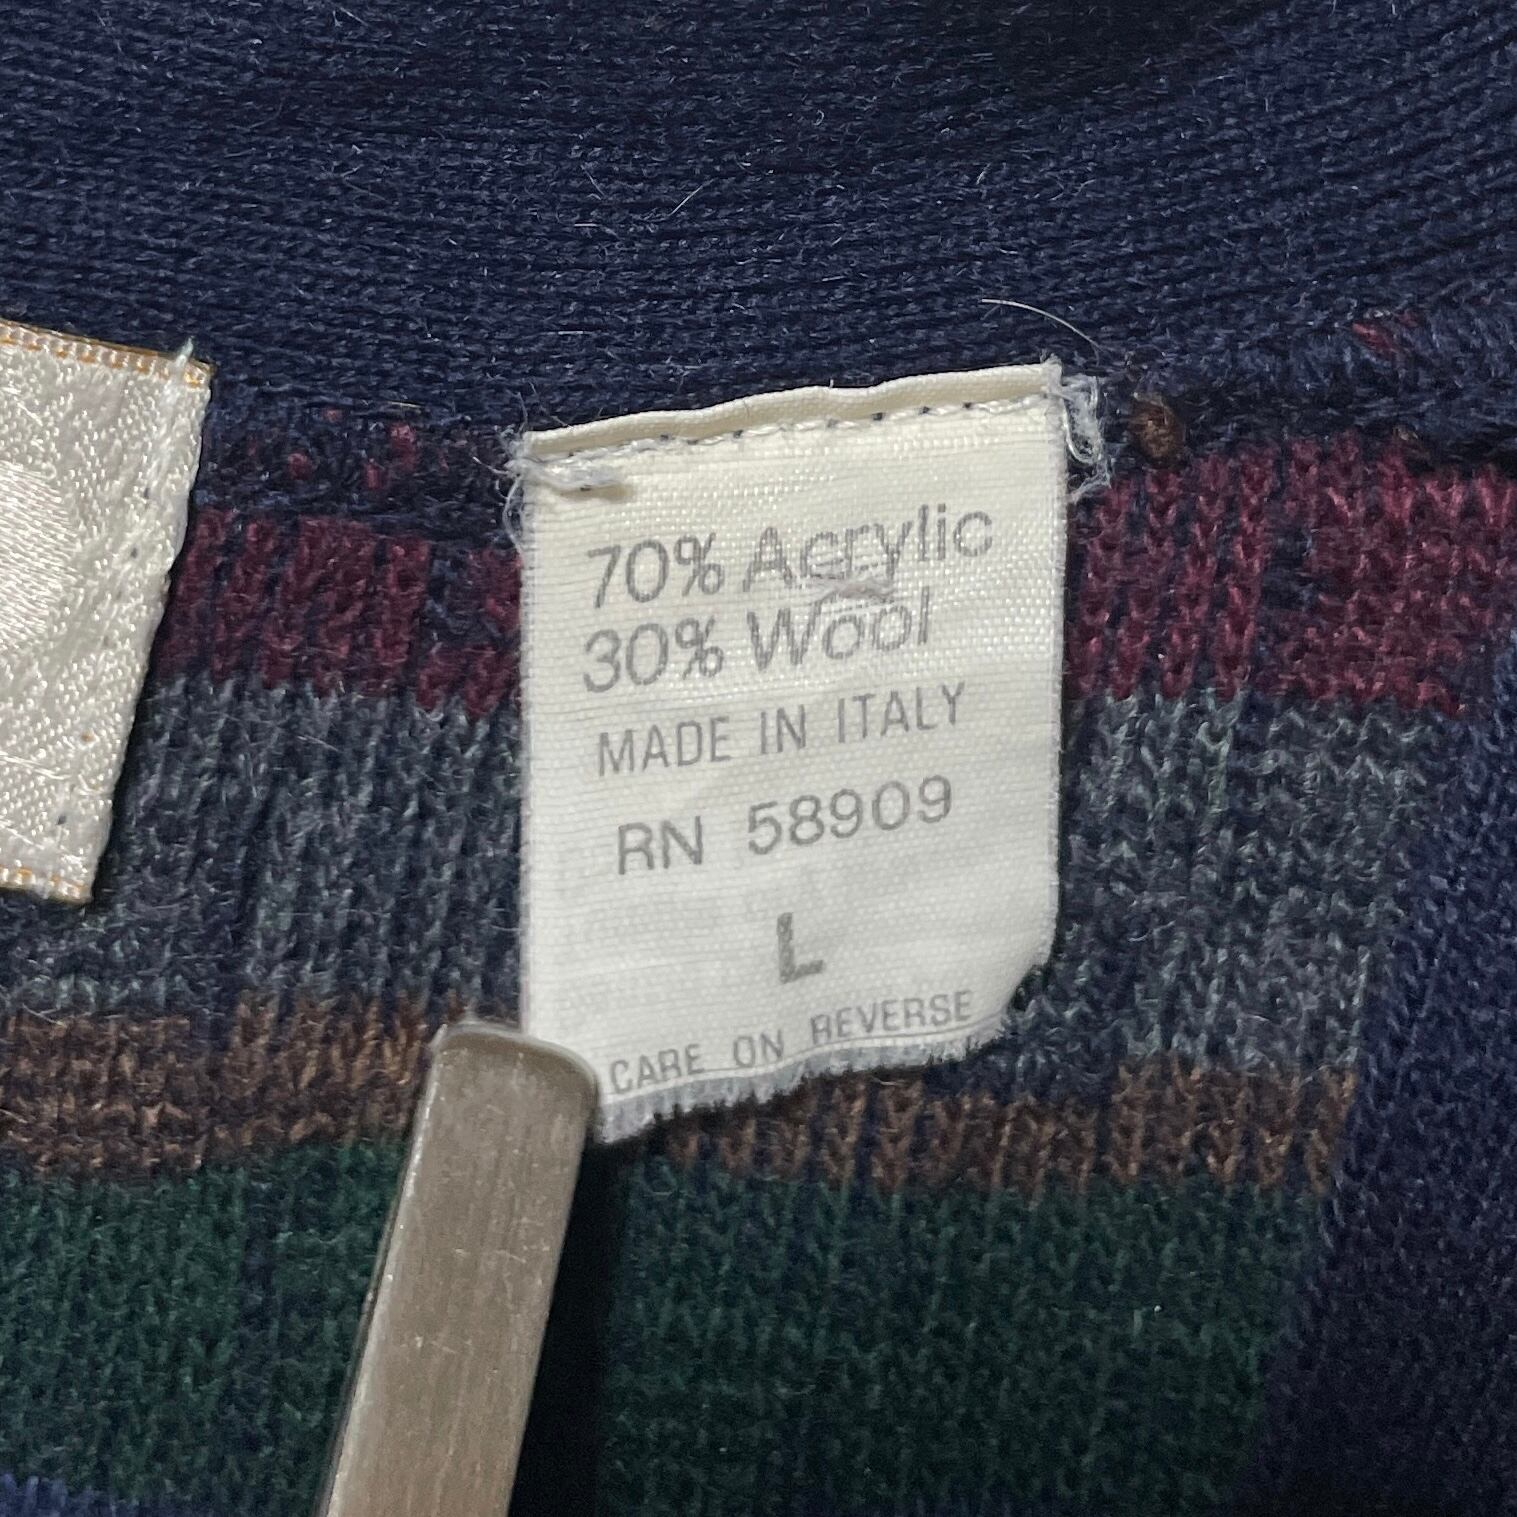 70% Acrylic
30% Wool
MADE IN ITALY
RN 58909
L
CARE ON REVERSE